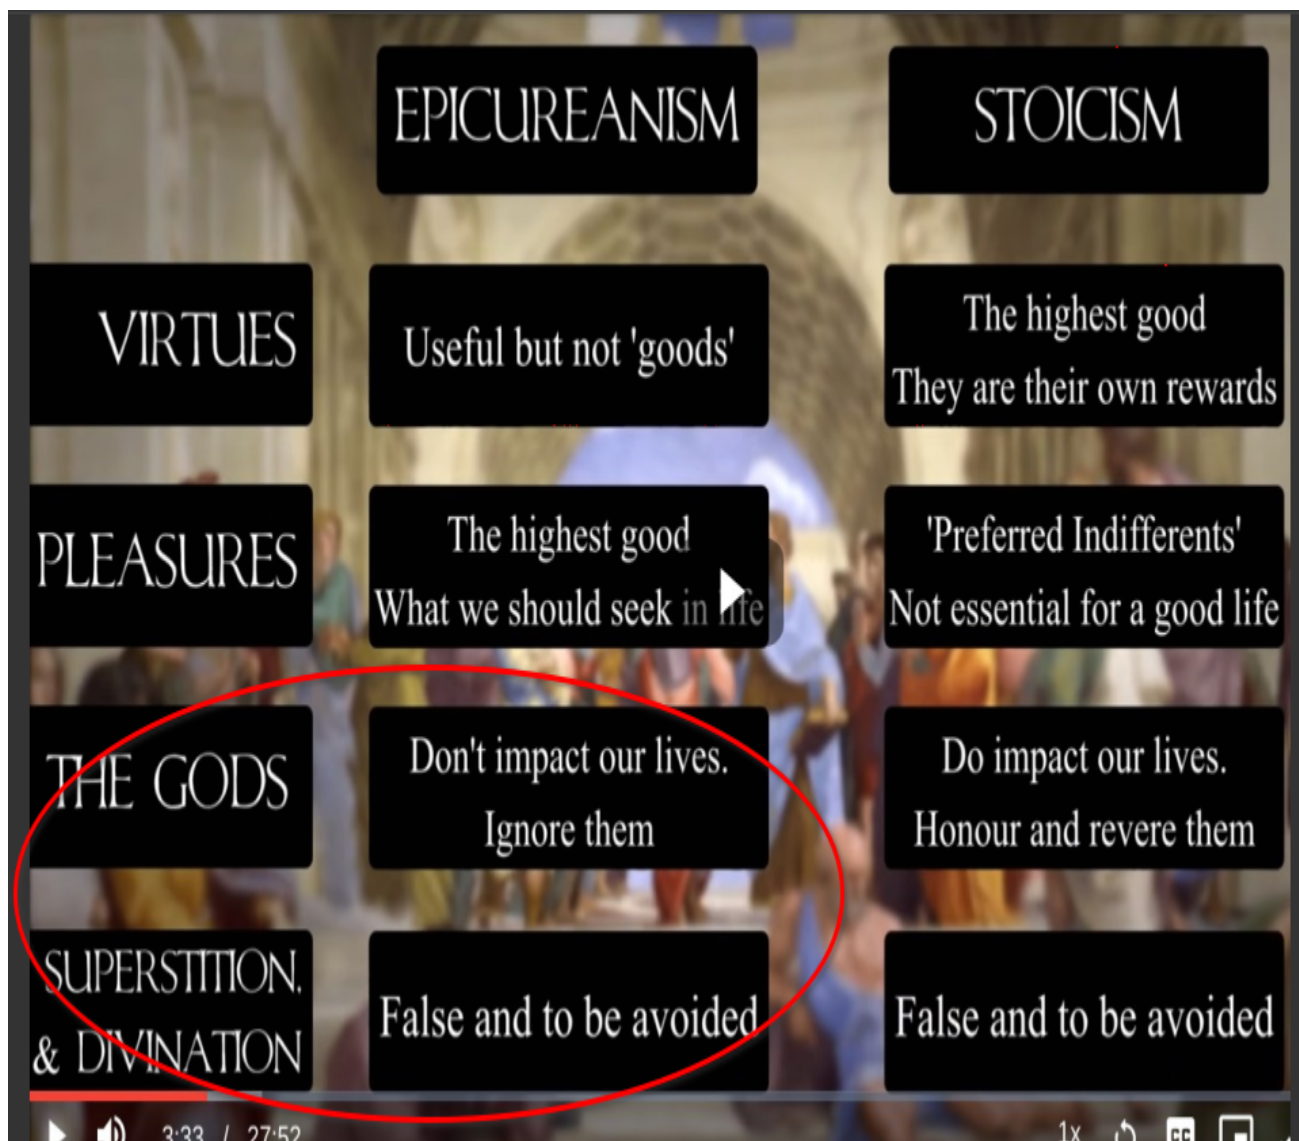 EPICUREANISM
STOICISM
VIRTUES
Useful but not 'goods'
The highest good
They are their own rewards
PLEASURES
The highest good
What we should seek in life
'Preferred Indifferents'
Not essential for a good life
THE GODS
Don't impact our lives.
Ignore them
Do impact our lives.
Honour and revere them
SUPERSTITION,
& DIVINATION
False and to be avoided
False and to be avoided
3:33 / 27:52
1x
CC